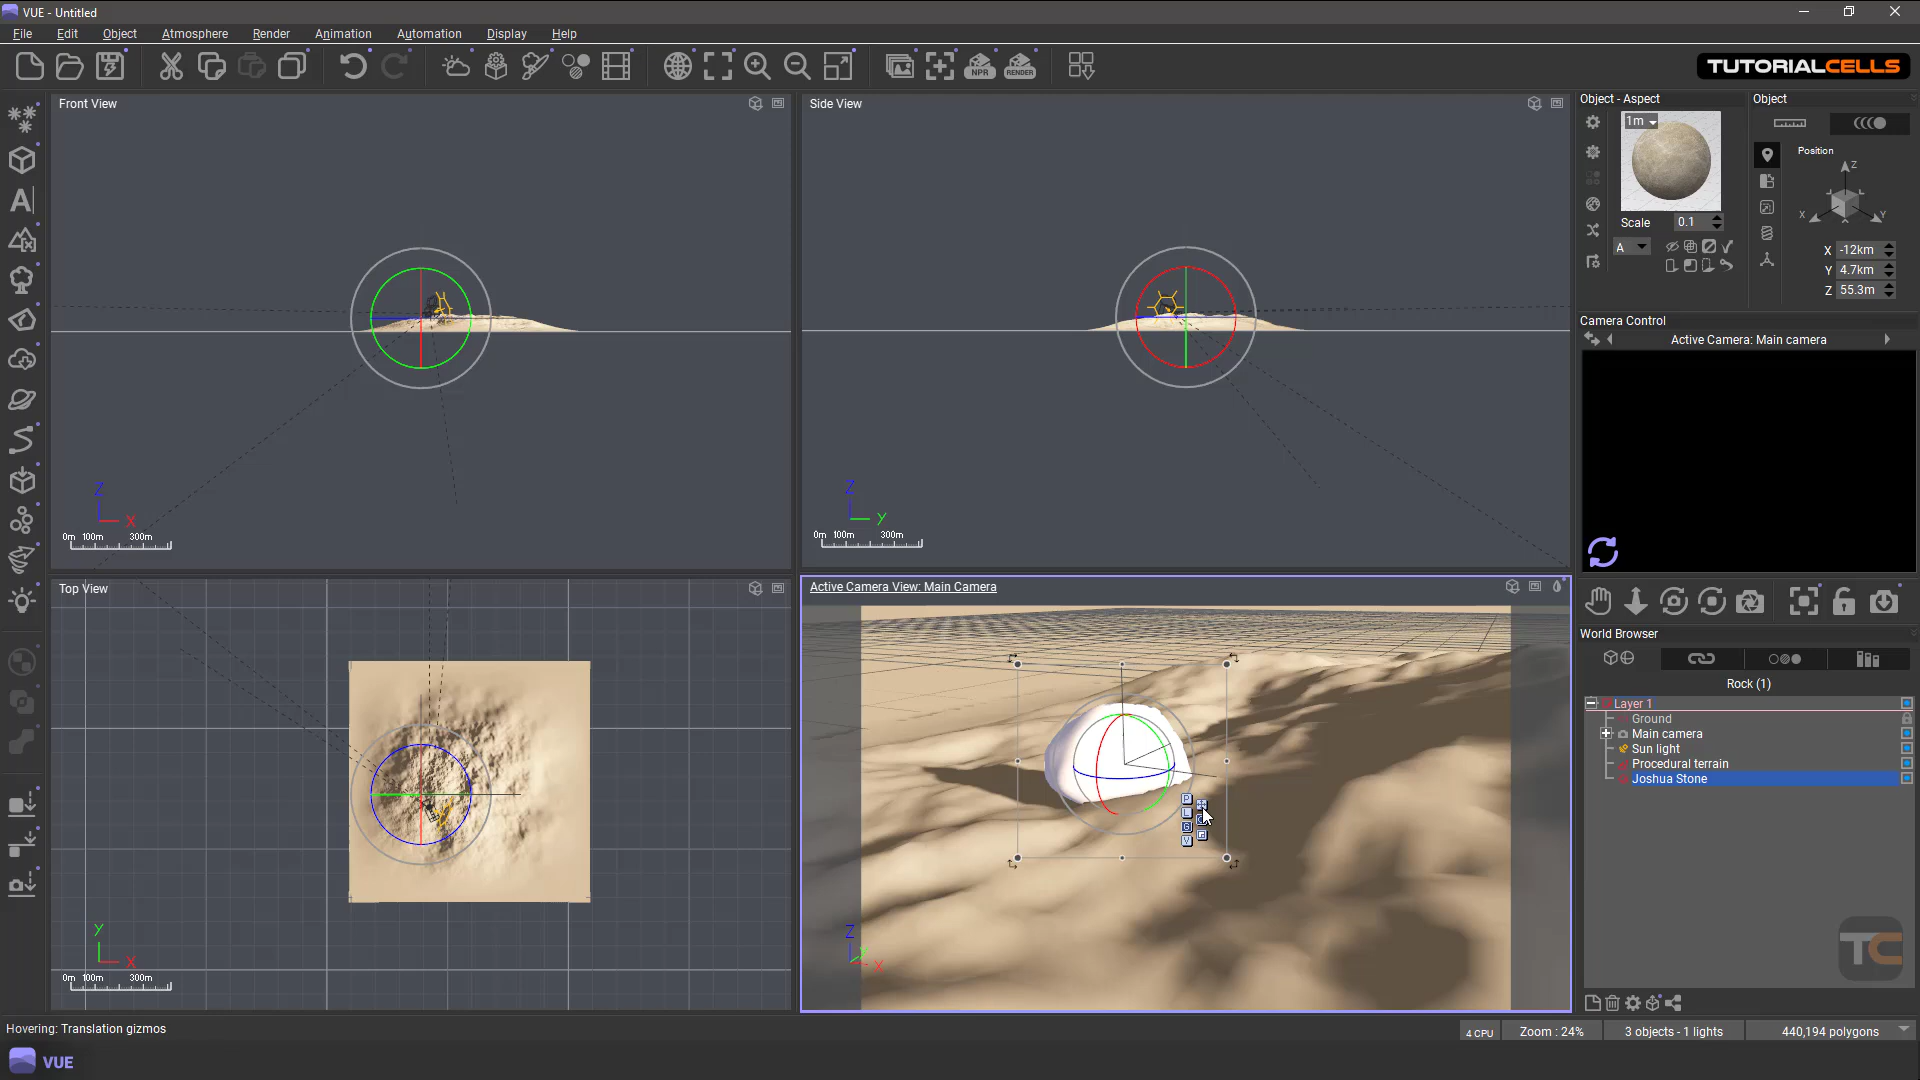 VUE - Untitled
File Edit Object Atmosphere Render Animation Automation Display Help
NPR RENDER
TUTORIALCELLS
Front View
Side View
Object - Aspect
Object
1m
Position
Z
X Y
Scale 0.1
A
X -12km
Y 4.7km
Z 55.3m
Camera Control
Active Camera: Main camera
Z
X
0m 100m 300m
Z
Y
0m 100m 300m
Top View
Active Camera View: Main Camera
World Browser
Rock (1)
Layer 1
Ground
Main camera
Sun light
Procedural terrain
Joshua Stone
P
L
G
V
Y
X
0m 100m 300m
Z
Y
X
TC
Hovering: Translation gizmos
4 CPU
Zoom : 24%
3 objects - 1 lights
440,194 polygons
VUE